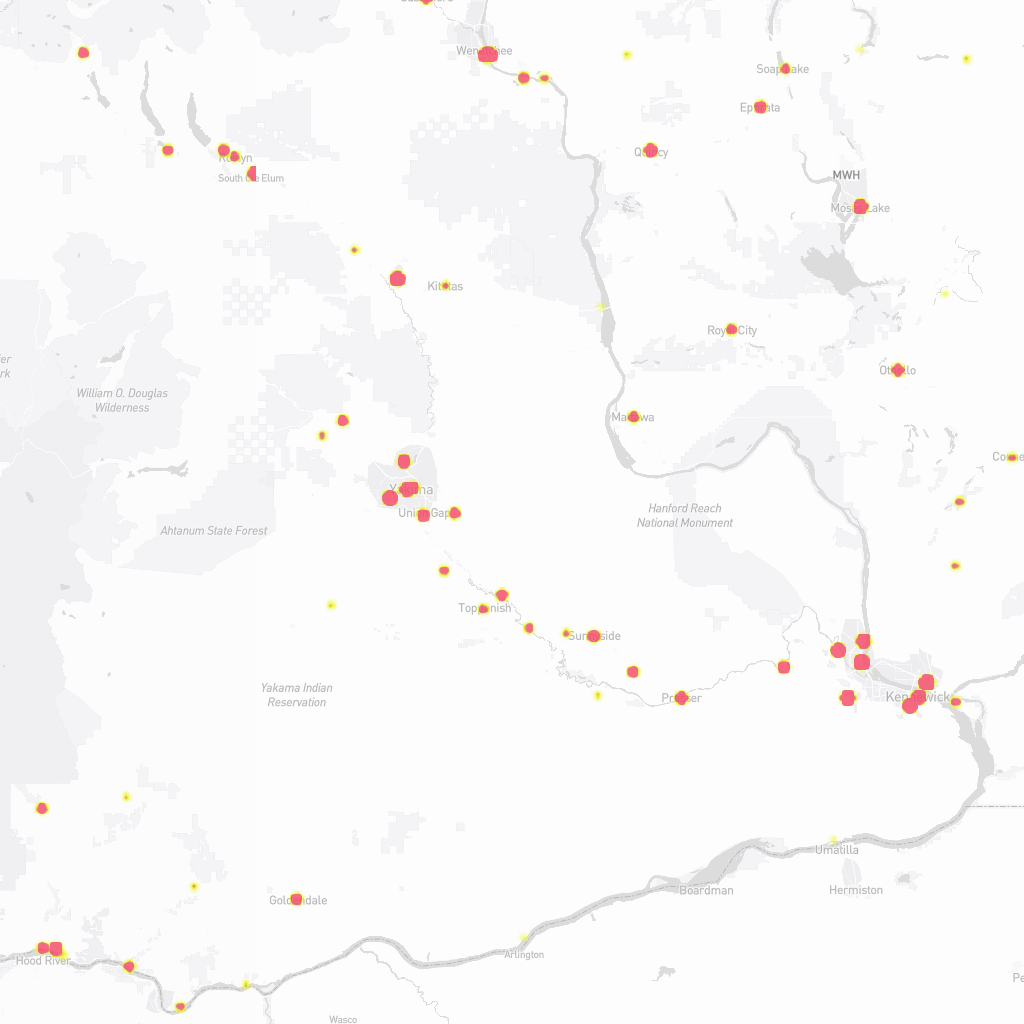 Wenatchee
Soap Lake
Ephrata
Quincy
Roslyn
South Cle Elum
MWH
Moses Lake
Kittitas
Royal City
Othello
William O. Douglas
Wilderness
Mattawa
Yakima
Union Gap
Hanford Reach
National Monument
Ahtanum State Forest
Toppenish
Sunnyside
Yakama Indian
Reservation
Prosser
Kennewick
Umatilla
Boardman
Hermiston
Goldendale
Arlington
Hood River
Wasco